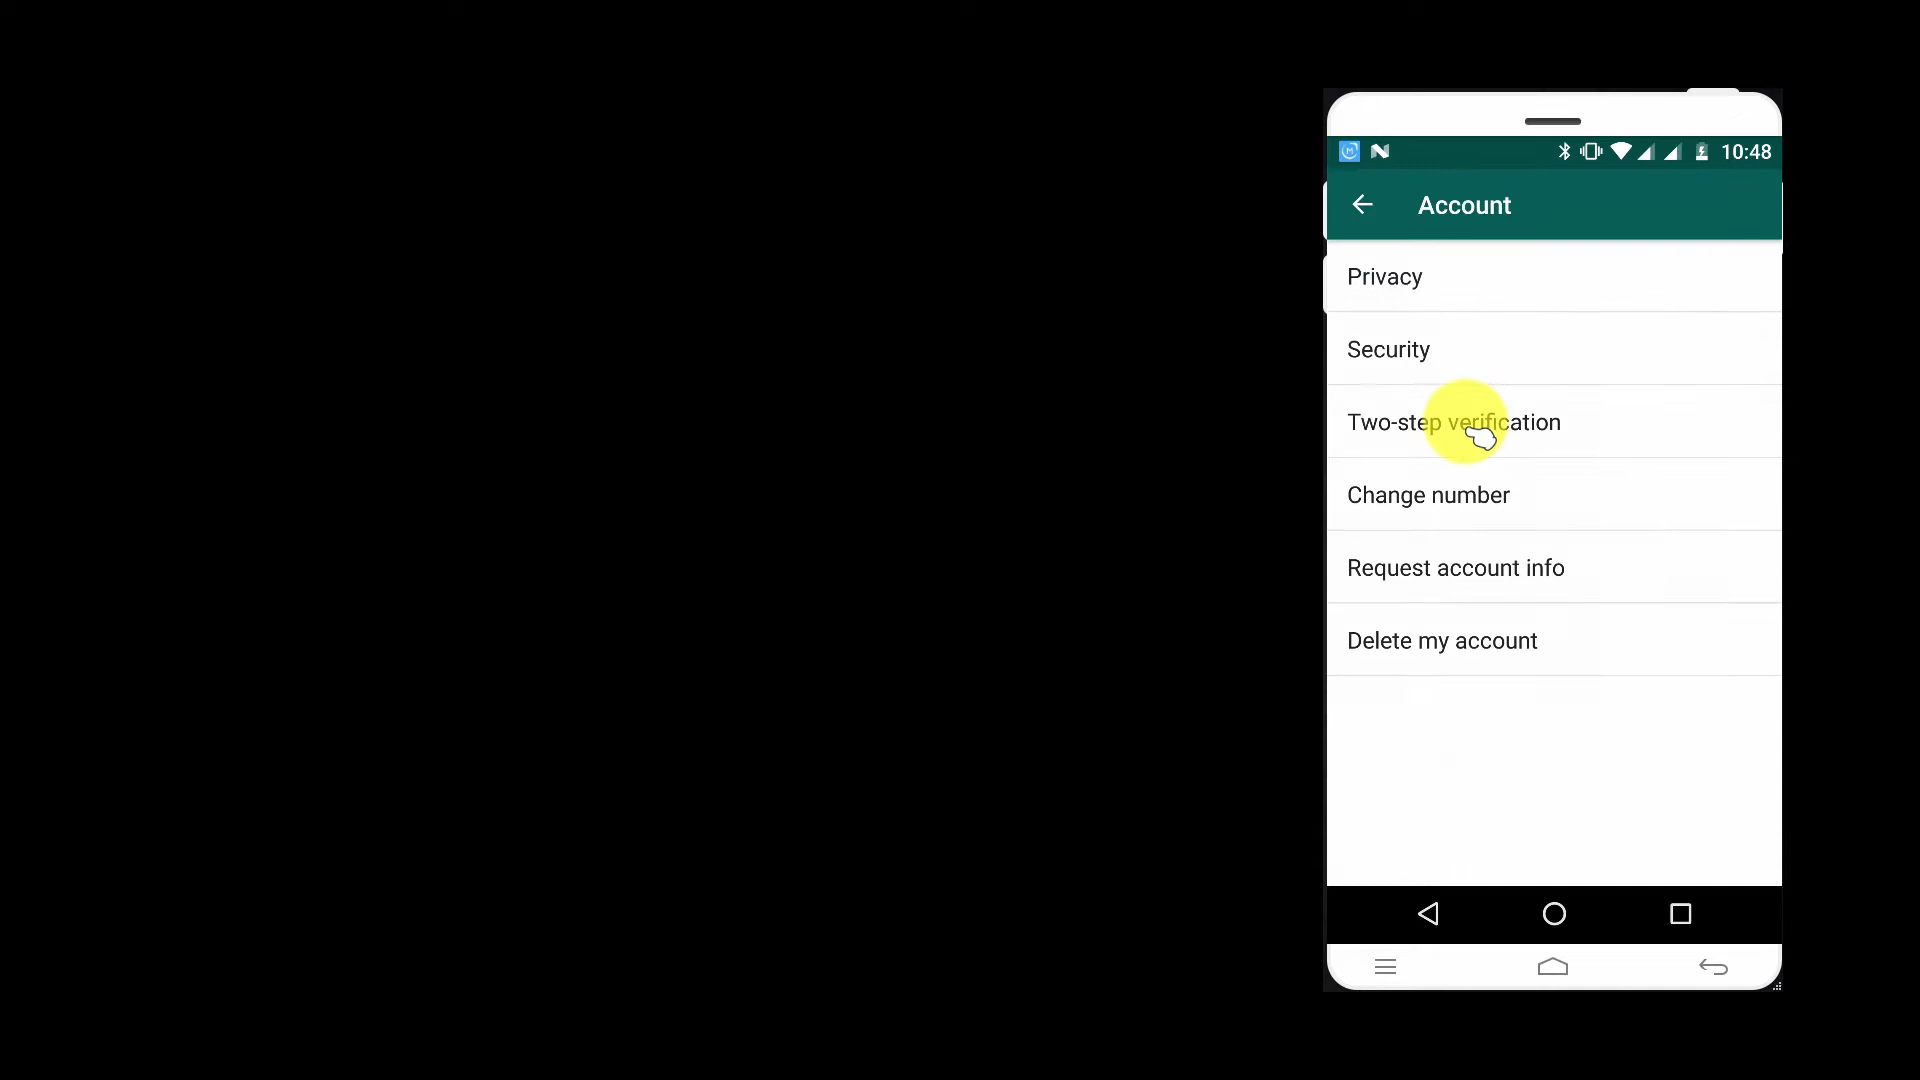 10:48
Account
Privacy
Security
Two-step verification
Change number
Request account info
Delete my account